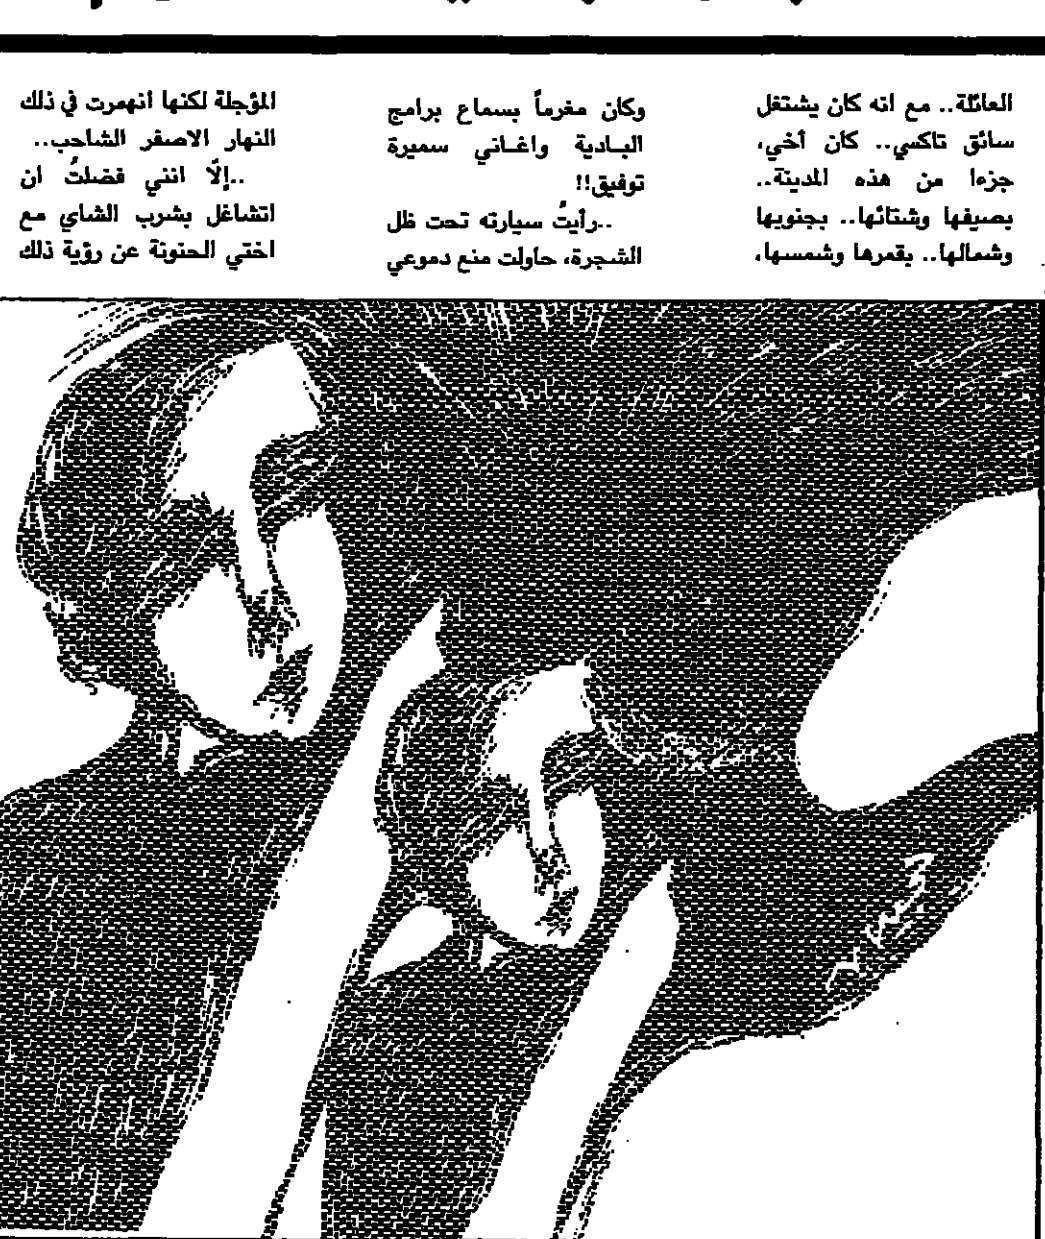 العائلة.. مع انه كان يشتغل
سائق تاكسي.. كان أخي،
جزءا من هذه المدينة..
بصيفها وشتائها.. بجنوبها
وشمالها.. بقمرها وشمسها،
وكان مغرماً بسماع برامج
البادية واغاني سميرة
توفيق!!
..رأيتُ سيارته تحت ظل
الشجرة، حاولت منع دموعي
المؤجلة لكنها انهمرت في ذلك
النهار الاصفر الشاحب..
..إلّا انني فضلتُ ان
اتشاغل بشرب الشاي مع
اختي الحنونة عن رؤية ذلك